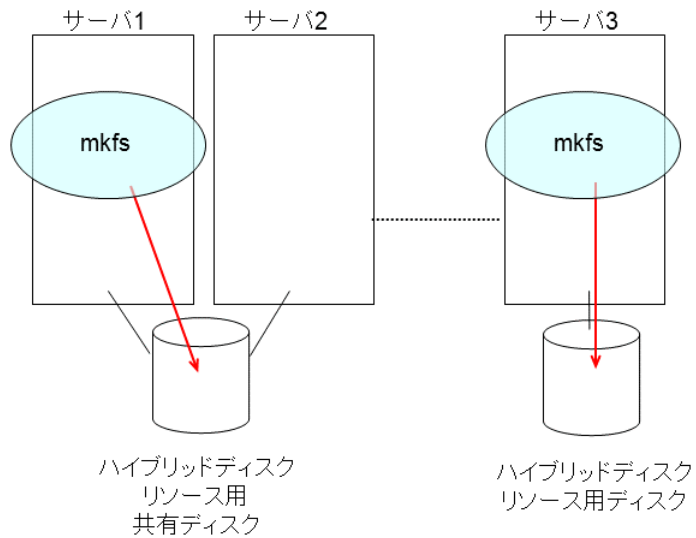 サーバ1
サーバ2
サーバ3
mkfs
mkfs
ハイブリッドディスク
リソース用
共有ディスク
ハイブリッドディスク
リソース用ディスク